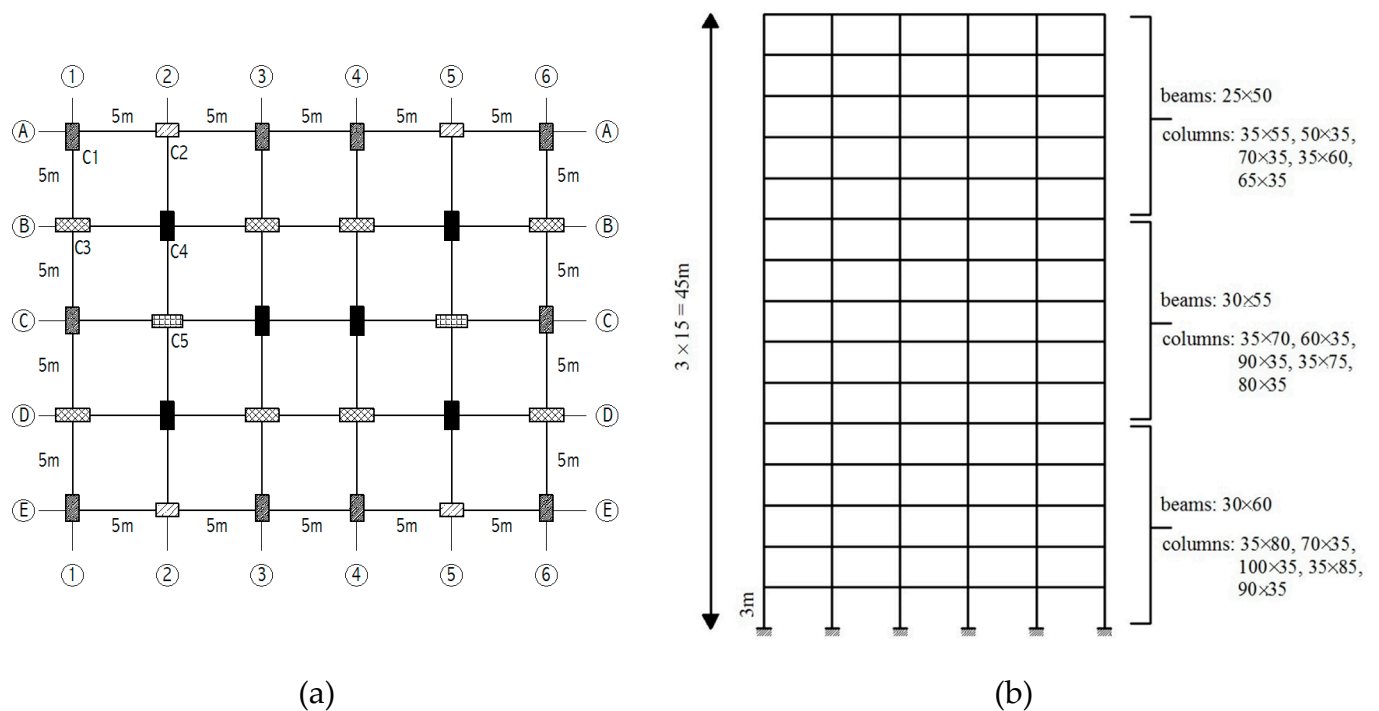 1 2 3 4 5 6
5m 5m 5m 5m 5m
A A
C1 C2
5m 5m
B B
C3 C4
5m 5m
C C
C5
5m 5m
D D
5m 5m
E E
5m 5m 5m 5m 5m
1 2 3 4 5 6
(a)
3 × 15 = 45m
3m
beams: 25×50
columns: 35×55, 50×35,
70×35, 35×60,
65×35
beams: 30×55
columns: 35×70, 60×35,
90×35, 35×75,
80×35
beams: 30×60
columns: 35×80, 70×35,
100×35, 35×85,
90×35
(b)